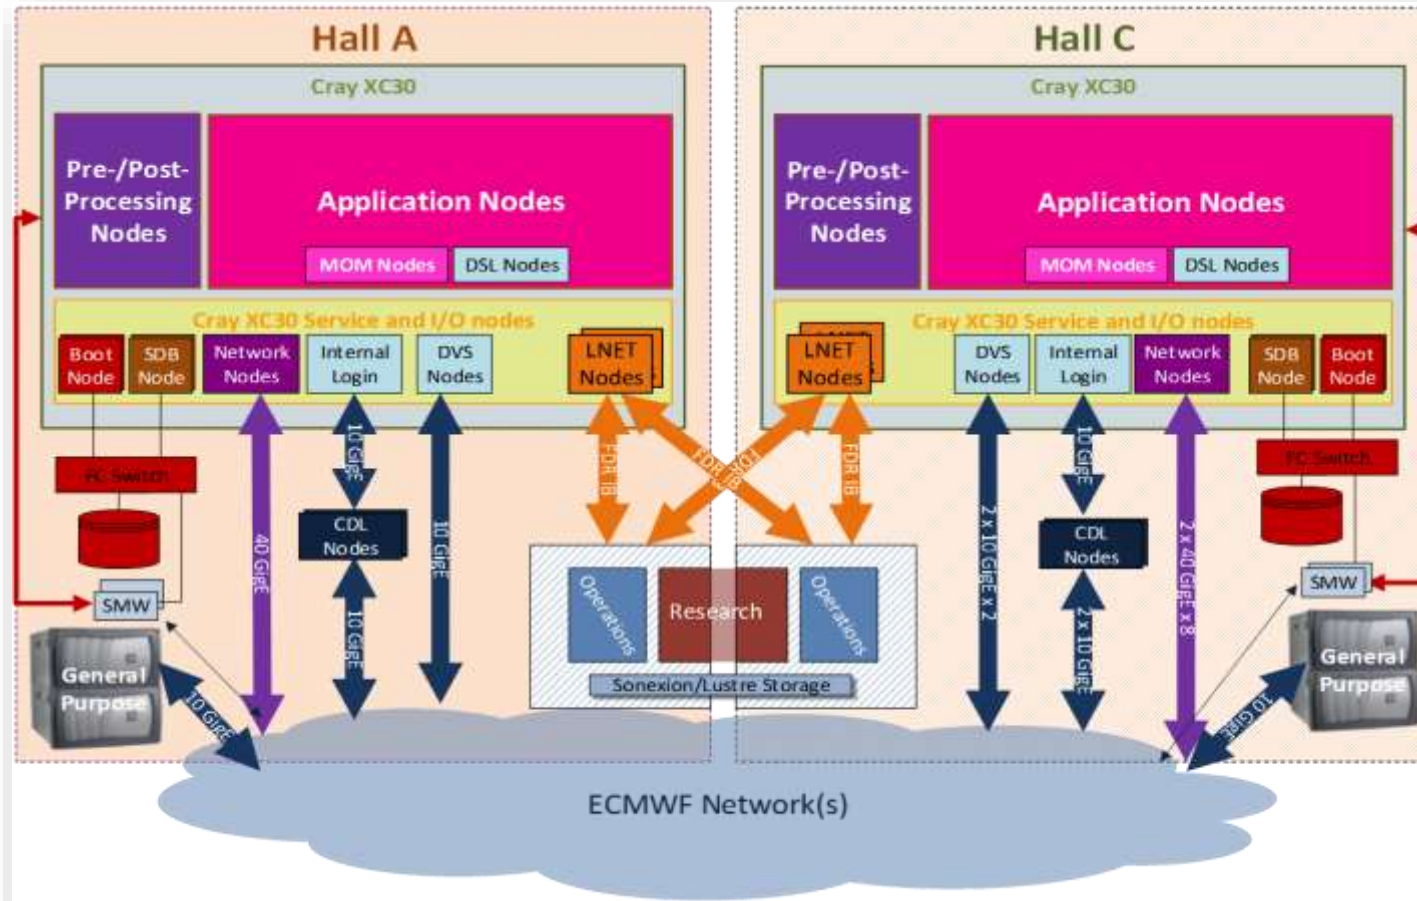 Hall A
Cray XC30
Pre-/Post-
Processing
Nodes
Application Nodes
MOM Nodes
DSL Nodes
Cray XC30 Service and I/O nodes
Boot
Node
SDB
Node
Network
Nodes
Internal
Login
DVS
Nodes
LNET
Nodes
FC Switch
SMW
General
Purpose
10 GigE
40 GigE
10 GigE
CDL
Nodes
10 GigE
10 GigE
FDR IB
FDR IB
Hall C
Cray XC30
Pre-/Post-
Processing
Nodes
Application Nodes
MOM Nodes
DSL Nodes
Cray XC30 Service and I/O nodes
LNET
Nodes
DVS
Nodes
Internal
Login
Network
Nodes
SDB
Node
Boot
Node
FDR IB
FDR IB
2 x 10 GigE x 2
10 GigE
CDL
Nodes
2 x 10 GigE
2 x 40 GigE x 8
FC Switch
SMW
General
Purpose
10 GigE
Operations
Research
Operations
Sonexion/Lustre Storage
ECMWF Network(s)